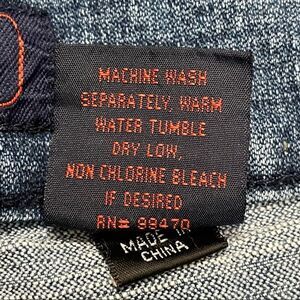 MACHINE WASH
SEPARATELY, WARM
WATER TUMBLE
DRY LOW,
NON CHLORINE BLEACH
IF DESIRED
RN# 99470
MADE IN
CHINA